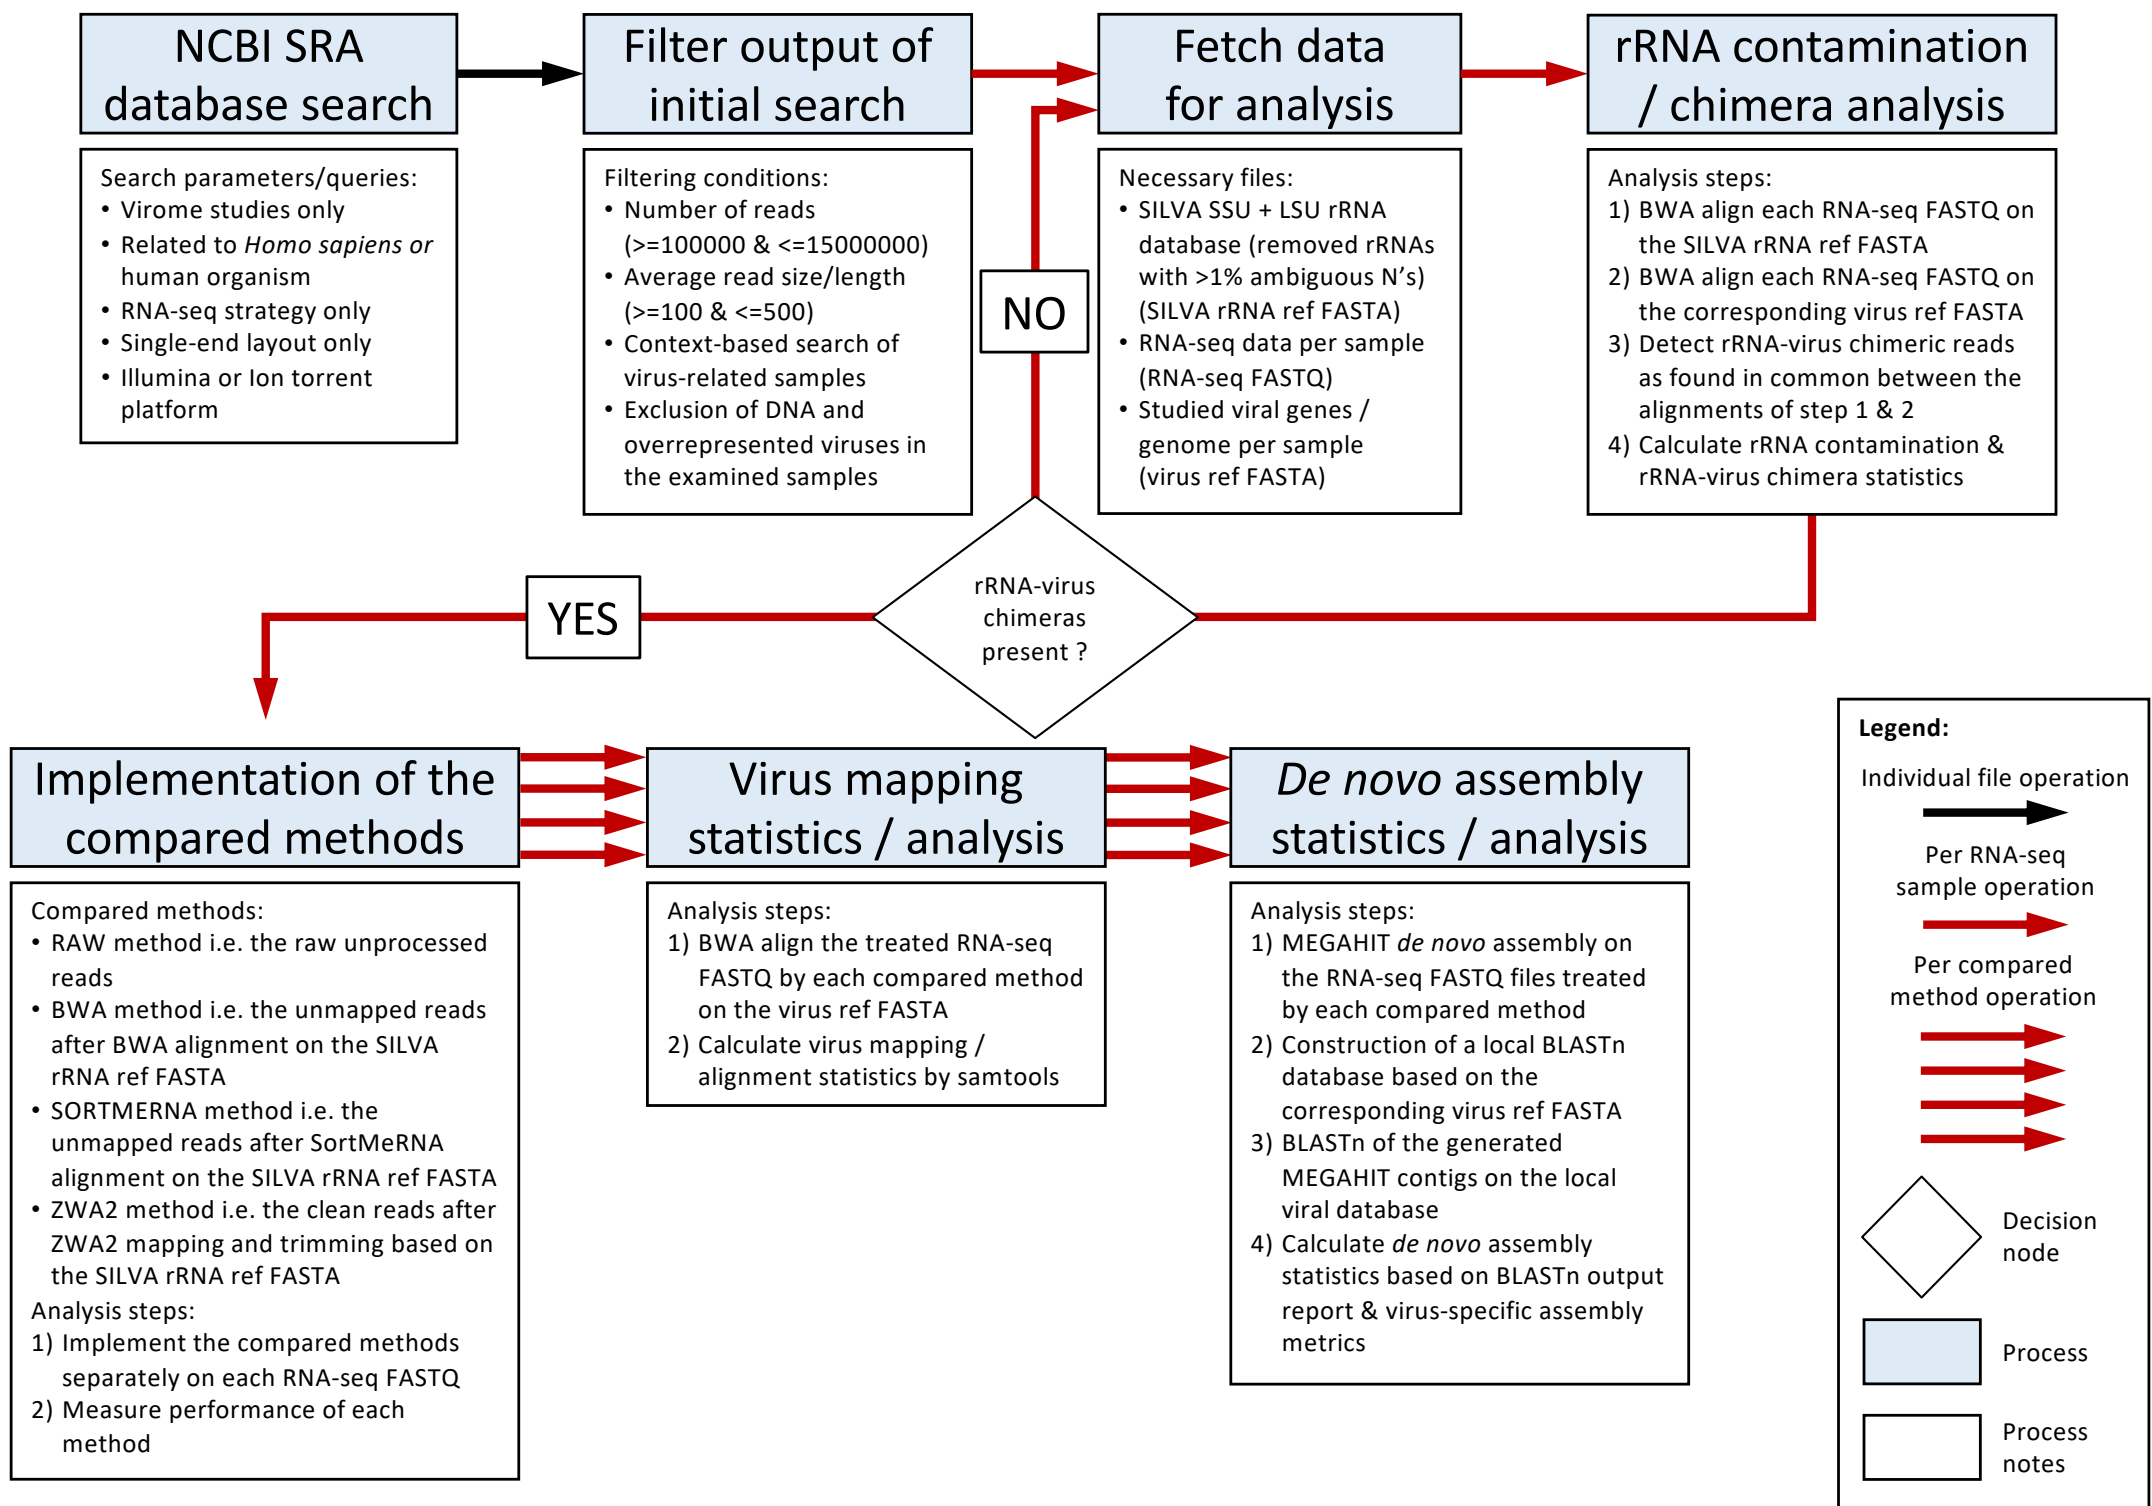 NCBI SRA
database search
Search parameters/queries:
• Virome studies only
• Related to Homo sapiens or
human organism
• RNA-seq strategy only
• Single-end layout only
• Illumina or Ion torrent
platform
Filter output of
initial search
Filtering conditions:
• Number of reads
(>=100000 & <=15000000)
• Average read size/length
(>=100 & <=500)
• Context-based search of
virus-related samples
• Exclusion of DNA and
overrepresented viruses in
the examined samples
Fetch data
for analysis
Necessary files:
• SILVA SSU + LSU rRNA
database (removed rRNAs
with >1% ambiguous N's)
(SILVA rRNA ref FASTA)
• RNA-seq data per sample
(RNA-seq FASTQ)
• Studied viral genes /
genome per sample
(virus ref FASTA)
rRNA contamination
/ chimera analysis
Analysis steps:
1) BWA align each RNA-seq FASTQ on
the SILVA rRNA ref FASTA
2) BWA align each RNA-seq FASTQ on
the corresponding virus ref FASTA
3) Detect rRNA-virus chimeric reads
as found in common between the
alignments of step 1 & 2
4) Calculate rRNA contamination &
rRNA-virus chimera statistics
NO
rRNA-virus
chimeras
present ?
YES
Implementation of the
compared methods
Compared methods:
• RAW method i.e. the raw unprocessed
reads
• BWA method i.e. the unmapped reads
after BWA alignment on the SILVA
rRNA ref FASTA
• SORTMERNA method i.e. the
unmapped reads after SortMeRNA
alignment on the SILVA rRNA ref FASTA
• ZWA2 method i.e. the clean reads after
ZWA2 mapping and trimming based on
the SILVA rRNA ref FASTA
Analysis steps:
1) Implement the compared methods
separately on each RNA-seq FASTQ
2) Measure performance of each
method
Virus mapping
statistics / analysis
Analysis steps:
1) BWA align the treated RNA-seq
FASTQ by each compared method
on the virus ref FASTA
2) Calculate virus mapping /
alignment statistics by samtools
De novo assembly
statistics / analysis
Analysis steps:
1) MEGAHIT de novo assembly on
the RNA-seq FASTQ files treated
by each compared method
2) Construction of a local BLASTn
database based on the
corresponding virus ref FASTA
3) BLASTn of the generated
MEGAHIT contigs on the local
viral database
4) Calculate de novo assembly
statistics based on BLASTn output
report & virus-specific assembly
metrics
Legend:
Individual file operation
Per RNA-seq
sample operation
Per compared
method operation
Decision
node
Process
Process
notes